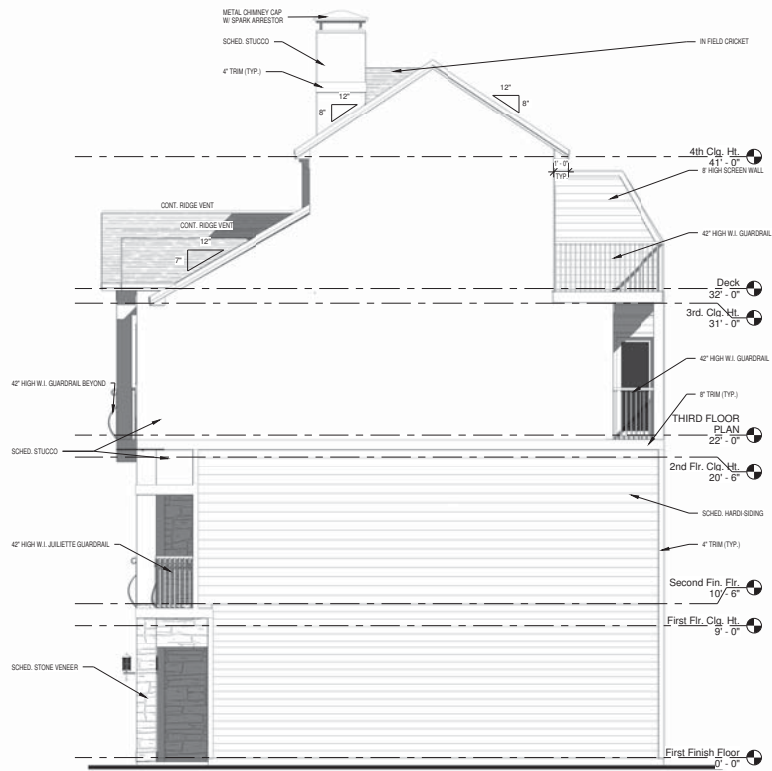 METAL CHIMNEY CAP
W/ SPARK ARRESTOR
SCHED. STUCCO
4" TRIM (TYP.)
IN FIELD CRICKET
12"
8"
12"
8"
4th Clg. Ht.
41' - 0"
1' - 0"
TYP
8' HIGH SCREEN WALL
CONT. RIDGE VENT
CONT. RIDGE VENT
12"
7"
42" HIGH W.I. GUARDRAIL
Deck
32' - 0"
3rd. Clg. Ht.
31' - 0"
42" HIGH W.I. GUARDRAIL
42" HIGH W.I. GUARDRAIL BEYOND
8" TRIM (TYP.)
THIRD FLOOR
PLAN
22' - 0"
SCHED. STUCCO
2nd Flr. Clg. Ht.
20' - 6"
SCHED. HARDI-SIDING
42" HIGH W.I. JUILIETTE GUARDRAIL
4" TRIM (TYP.)
Second Fin. Flr.
10' - 6"
First Flr. Clg. Ht.
9' - 0"
SCHED. STONE VENEER
First Finish Floor
0' - 0"